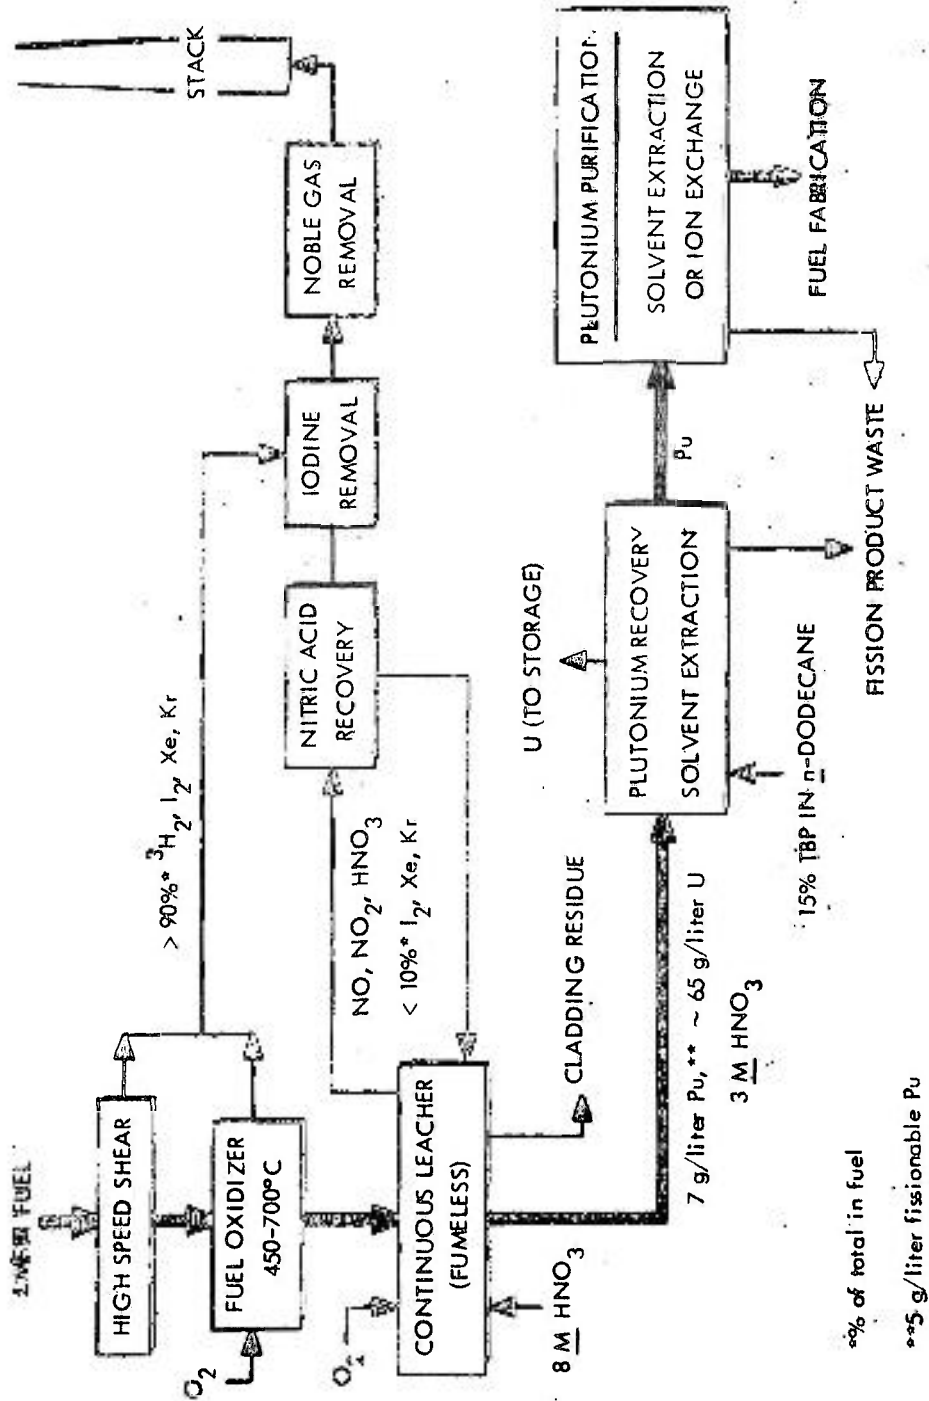 LMFBR FUEL
HIGH SPEED SHEAR
O2
FUEL OXIDIZER
450-700°C
> 90%* ³H2, I2, Xe, Kr
O2
CONTINUOUS LEACHER
(FUMELESS)
8 M HNO3
NO, NO2, HNO3
< 10%* I2, Xe, Kr
NITRIC ACID
RECOVERY
IODINE
REMOVAL
NOBLE GAS
REMOVAL
STACK
CLADDING RESIDUE
7 g/liter Pu,** ~ 65 g/liter U
3 M HNO3
U (TO STORAGE)
PLUTONIUM RECOVERY
SOLVENT EXTRACTION
15% TBP IN n-DODECANE
Pu
FISSION PRODUCT WASTE
PLUTONIUM PURIFICATION
SOLVENT EXTRACTION
OR ION EXCHANGE
FUEL FABRICATION
*% of total in fuel
**5 g/liter fissionable Pu